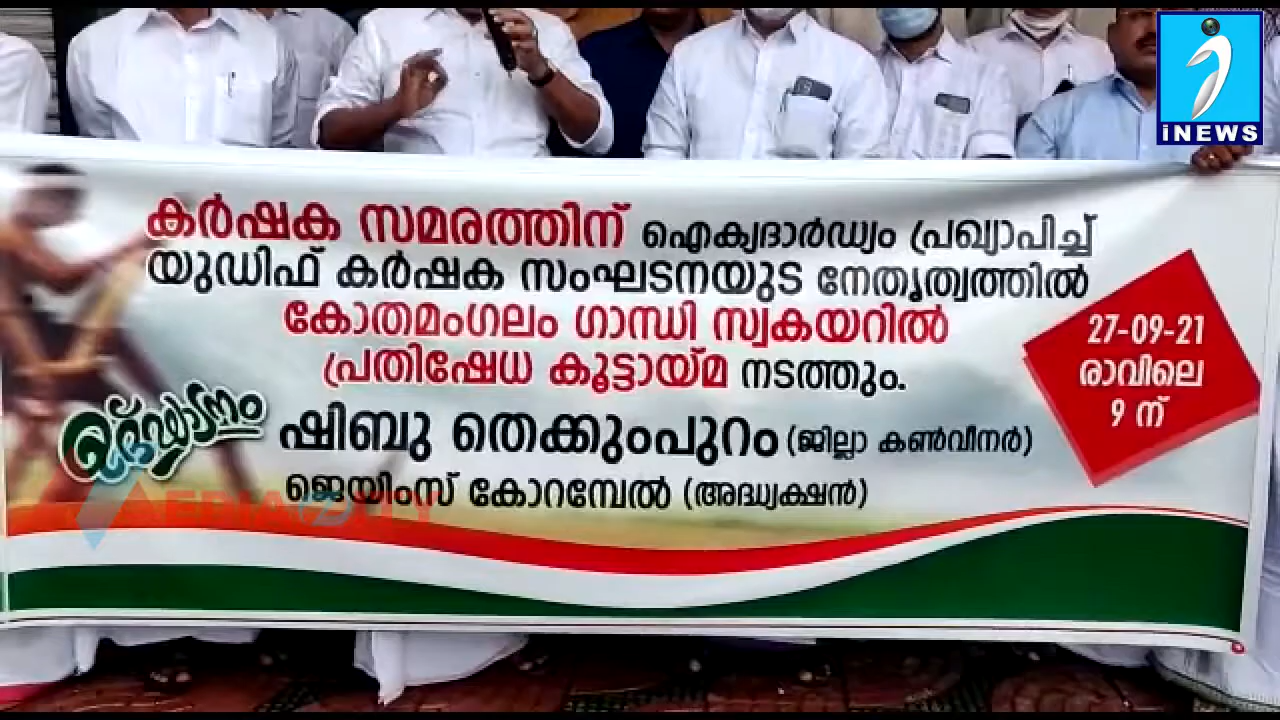 iNEWS
കർഷക സമരത്തിന് ഐക്യദാർഢ്യം പ്രഖ്യാപിച്ച്
യുഡിഫ് കർഷക സംഘടനയുട നേതൃത്വത്തിൽ
കോതമംഗലം ഗാന്ധി സ്വകയറിൽ
പ്രതിഷേധ കൂട്ടായ്മ നടത്തും.
27-09-21
രാവിലെ
9 ന്
ഉദ്ഘാടനം ഷിബു തെക്കുംപുറം (ജില്ലാ കൺവീനർ)
ജെയിംസ് കോറമ്പേൽ (അദ്ധ്യക്ഷൻ)